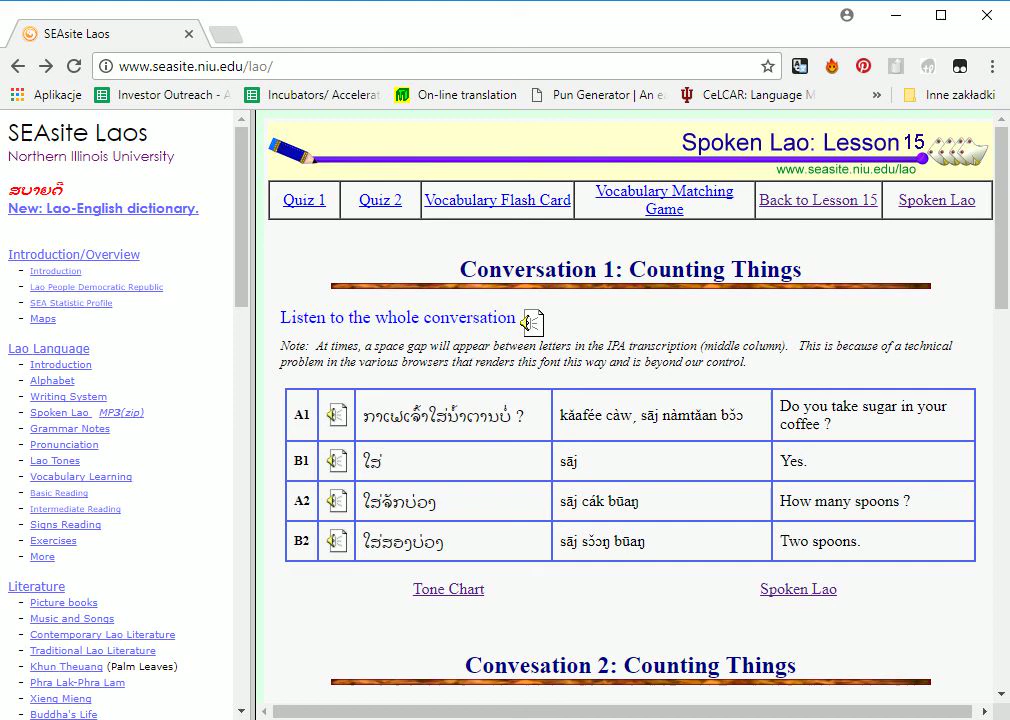 SEAsite Laos
www.seasite.niu.edu/lao/
Aplikacje Investor Outreach - A Incubators/ Accelerat On-line translation Pun Generator | An e CeLCAR: Language M » Inne zakładki
SEAsite Laos
Northern Illinois University
ສບາຍດີ
New: Lao-English dictionary.
Introduction/Overview
- Introduction
- Lao People Democratic Republic
- SEA Statistic Profile
- Maps
Lao Language
- Introduction
- Alphabet
- Writing System
- Spoken Lao MP3(zip)
- Grammar Notes
- Pronunciation
- Lao Tones
- Vocabulary Learning
- Basic Reading
- Intermediate Reading
- Signs Reading
- Exercises
- More
Literature
- Picture books
- Music and Songs
- Contemporary Lao Literature
- Traditional Lao Literature
- Khun Theuang (Palm Leaves)
- Phra Lak-Phra Lam
- Xieng Mieng
- Buddha's Life
Spoken Lao: Lesson 15
www.seasite.niu.edu/lao
Quiz 1 Quiz 2 Vocabulary Flash Card Vocabulary Matching Game Back to Lesson 15 Spoken Lao
Conversation 1: Counting Things
Listen to the whole conversation
Note: At times, a space gap will appear between letters in the IPA transcription (middle column). This is because of a technical
problem in the various browsers that renders this font this way and is beyond our control.
A1 ກາເຟເຈົ້າໃສ່ນ້ຳຕານບໍ່ ? kǎafée càw, sāj nàmtǎan bɔ̌ɔ Do you take sugar in your coffee ?
B1 ໃສ່ sāj Yes.
A2 ໃສ່ຈັກບ່ວງ sāj cák būaŋ How many spoons ?
B2 ໃສ່ສອງບ່ວງ sāj sɔ̌ɔŋ būaŋ Two spoons.
Tone Chart Spoken Lao
Convesation 2: Counting Things